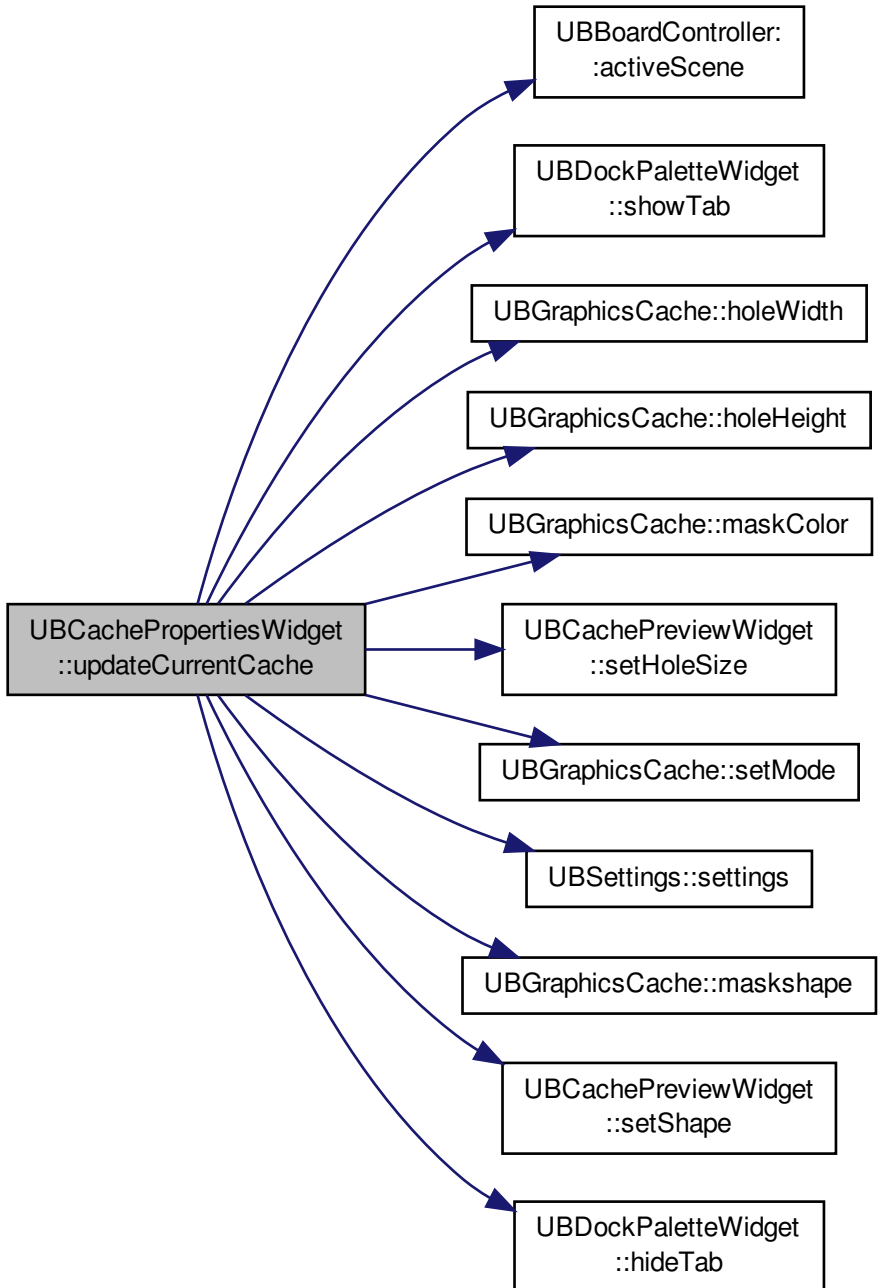 UBBoardController:
:activeScene
UBDockPaletteWidget
::showTab
UBGraphicsCache::holeWidth
UBGraphicsCache::holeHeight
UBGraphicsCache::maskColor
UBCachePropertiesWidget
::updateCurrentCache
UBCachePreviewWidget
::setHoleSize
UBGraphicsCache::setMode
UBSettings::settings
UBGraphicsCache::maskshape
UBCachePreviewWidget
::setShape
UBDockPaletteWidget
::hideTab